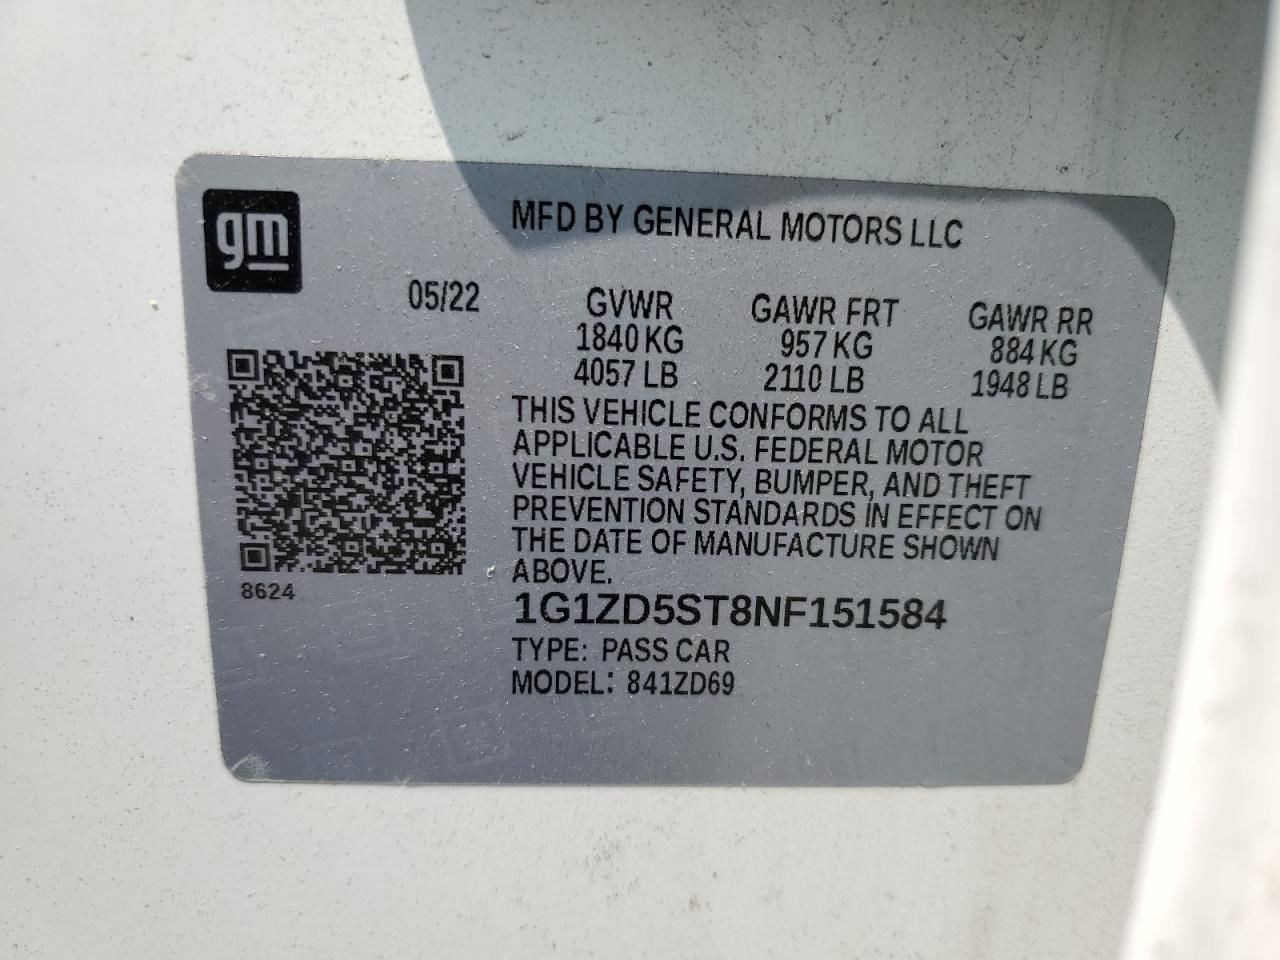 gm
MFD BY GENERAL MOTORS LLC
05/22
GVWR GAWR FRT GAWR RR
1840 KG 957 KG 884 KG
4057 LB 2110 LB 1948 LB
THIS VEHICLE CONFORMS TO ALL
APPLICABLE U.S. FEDERAL MOTOR
VEHICLE SAFETY, BUMPER, AND THEFT
PREVENTION STANDARDS IN EFFECT ON
THE DATE OF MANUFACTURE SHOWN
ABOVE.
8624
1G1ZD5ST8NF151584
TYPE: PASS CAR
MODEL: 841ZD69